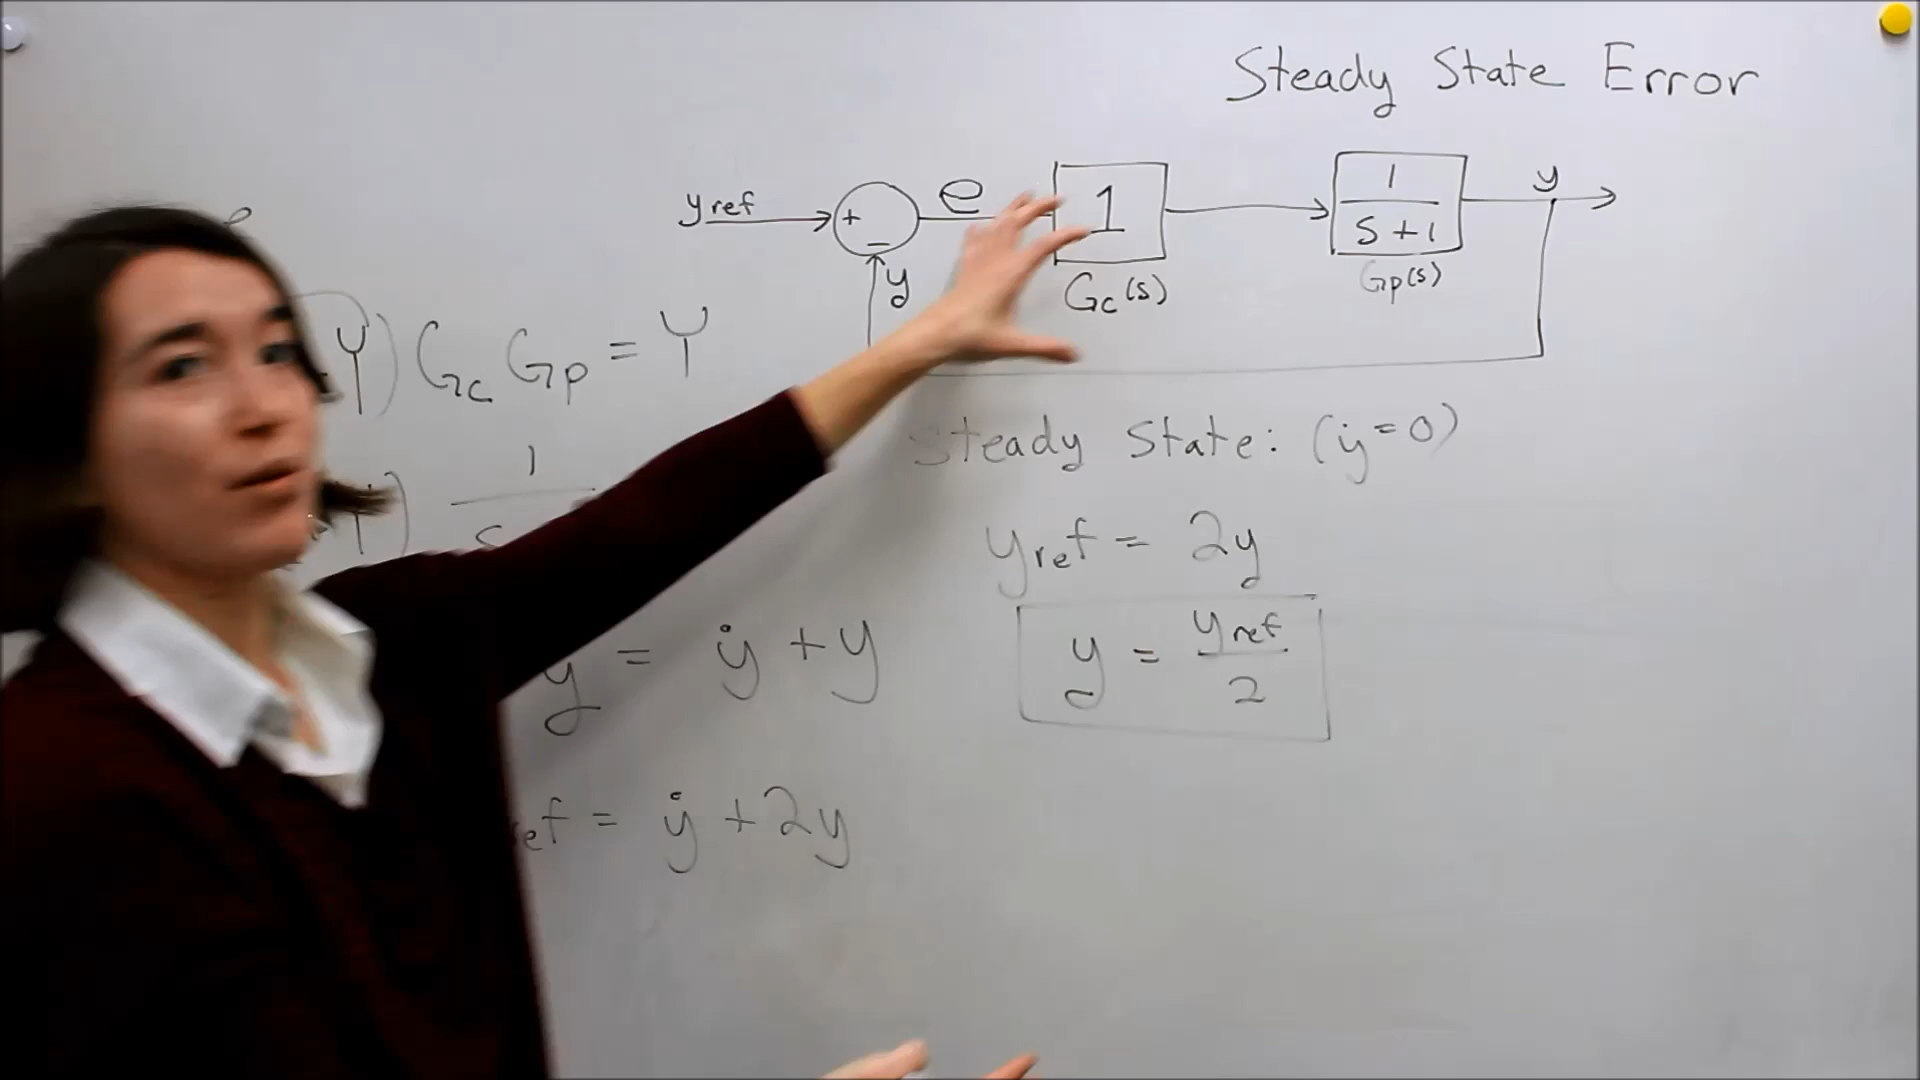 Steady State Error
yref + e 1 1/(s+1) y
− y Gc(s) Gp(s)
Y) Gc Gp = Y
Steady State: (ẏ=0)
1
yref = 2y
y = ẏ + y
y = yref/2
ref = ẏ + 2y